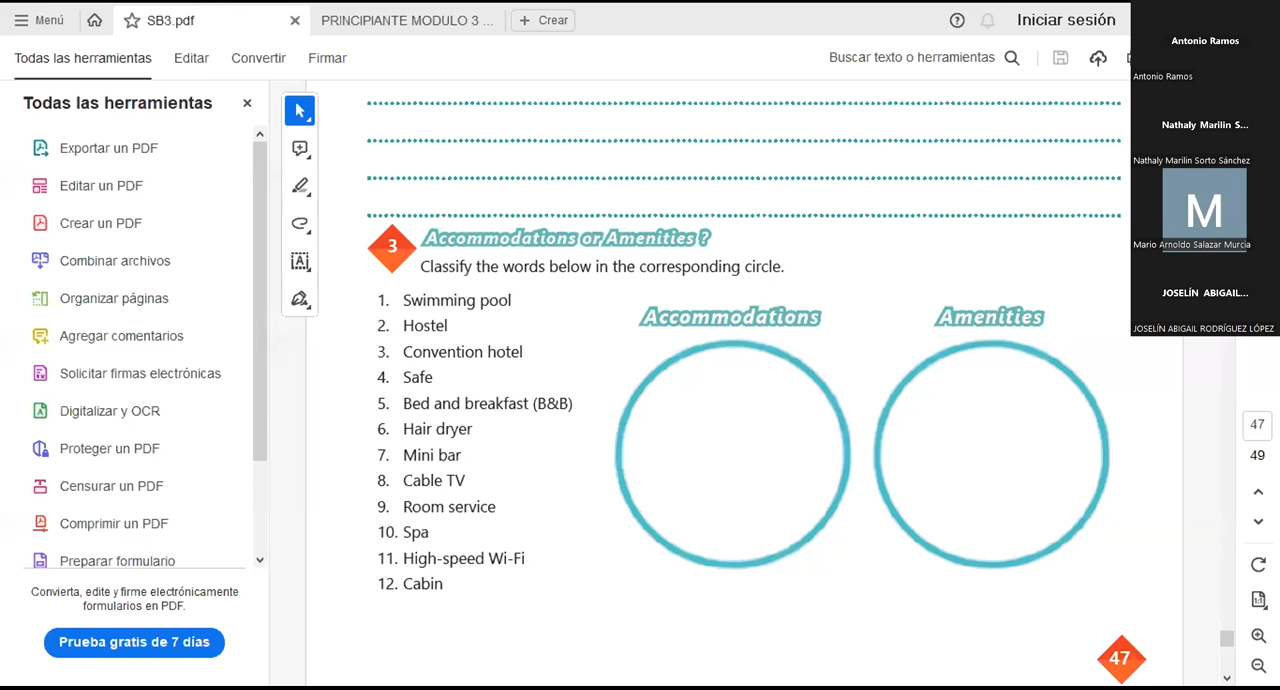 Menú
SB3.pdf
PRINCIPIANTE MODULO 3 ...
Crear
Iniciar sesión
Todas las herramientas
Editar
Convertir
Firmar
Buscar texto o herramientas
Todas las herramientas
Exportar un PDF
Editar un PDF
Crear un PDF
Combinar archivos
Organizar páginas
Agregar comentarios
Solicitar firmas electrónicas
Digitalizar y OCR
Proteger un PDF
Censurar un PDF
Comprimir un PDF
Preparar formulario
Convierta, edite y firme electrónicamente
formularios en PDF.
Prueba gratis de 7 días
3 Accommodations or Amenities ?
Classify the words below in the corresponding circle.
1. Swimming pool
2. Hostel
3. Convention hotel
4. Safe
5. Bed and breakfast (B&B)
6. Hair dryer
7. Mini bar
8. Cable TV
9. Room service
10. Spa
11. High-speed Wi-Fi
12. Cabin
Accommodations
Amenities
47
Antonio Ramos
Antonio Ramos
Nathaly Marilin S...
Nathaly Marilin Sorto Sánchez
M
Mario Arnoldo Salazar Murcia
JOSELÍN ABIGAIL...
JOSELÍN ABIGAIL RODRÍGUEZ LÓPEZ
47
49
1:1